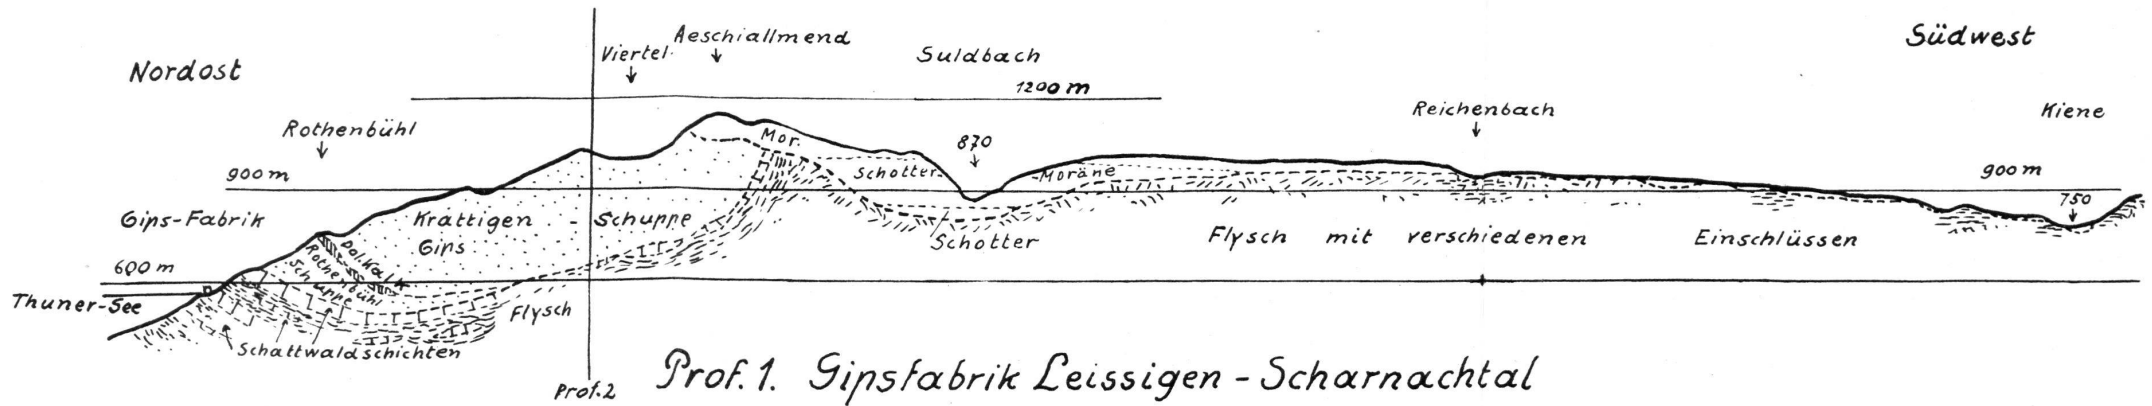 Nordost
Südwest
Viertel
Aeschiallmend
Suldbach
1200 m
Rothenbühl
870
Reichenbach
Kiene
Mor.
900 m
Schotter
Moräne
900 m
750
Gips-Fabrik
Krattigen - Schuppe
Gips
Schotter
Flysch mit verschiedenen Einschlüssen
Dol.Kalk
Rothenbühl
Schuppe
600 m
Thuner-See
Flysch
Schattwaldschichten
Prof.2
Prof. 1. Gipsfabrik Leissigen - Scharnachtal